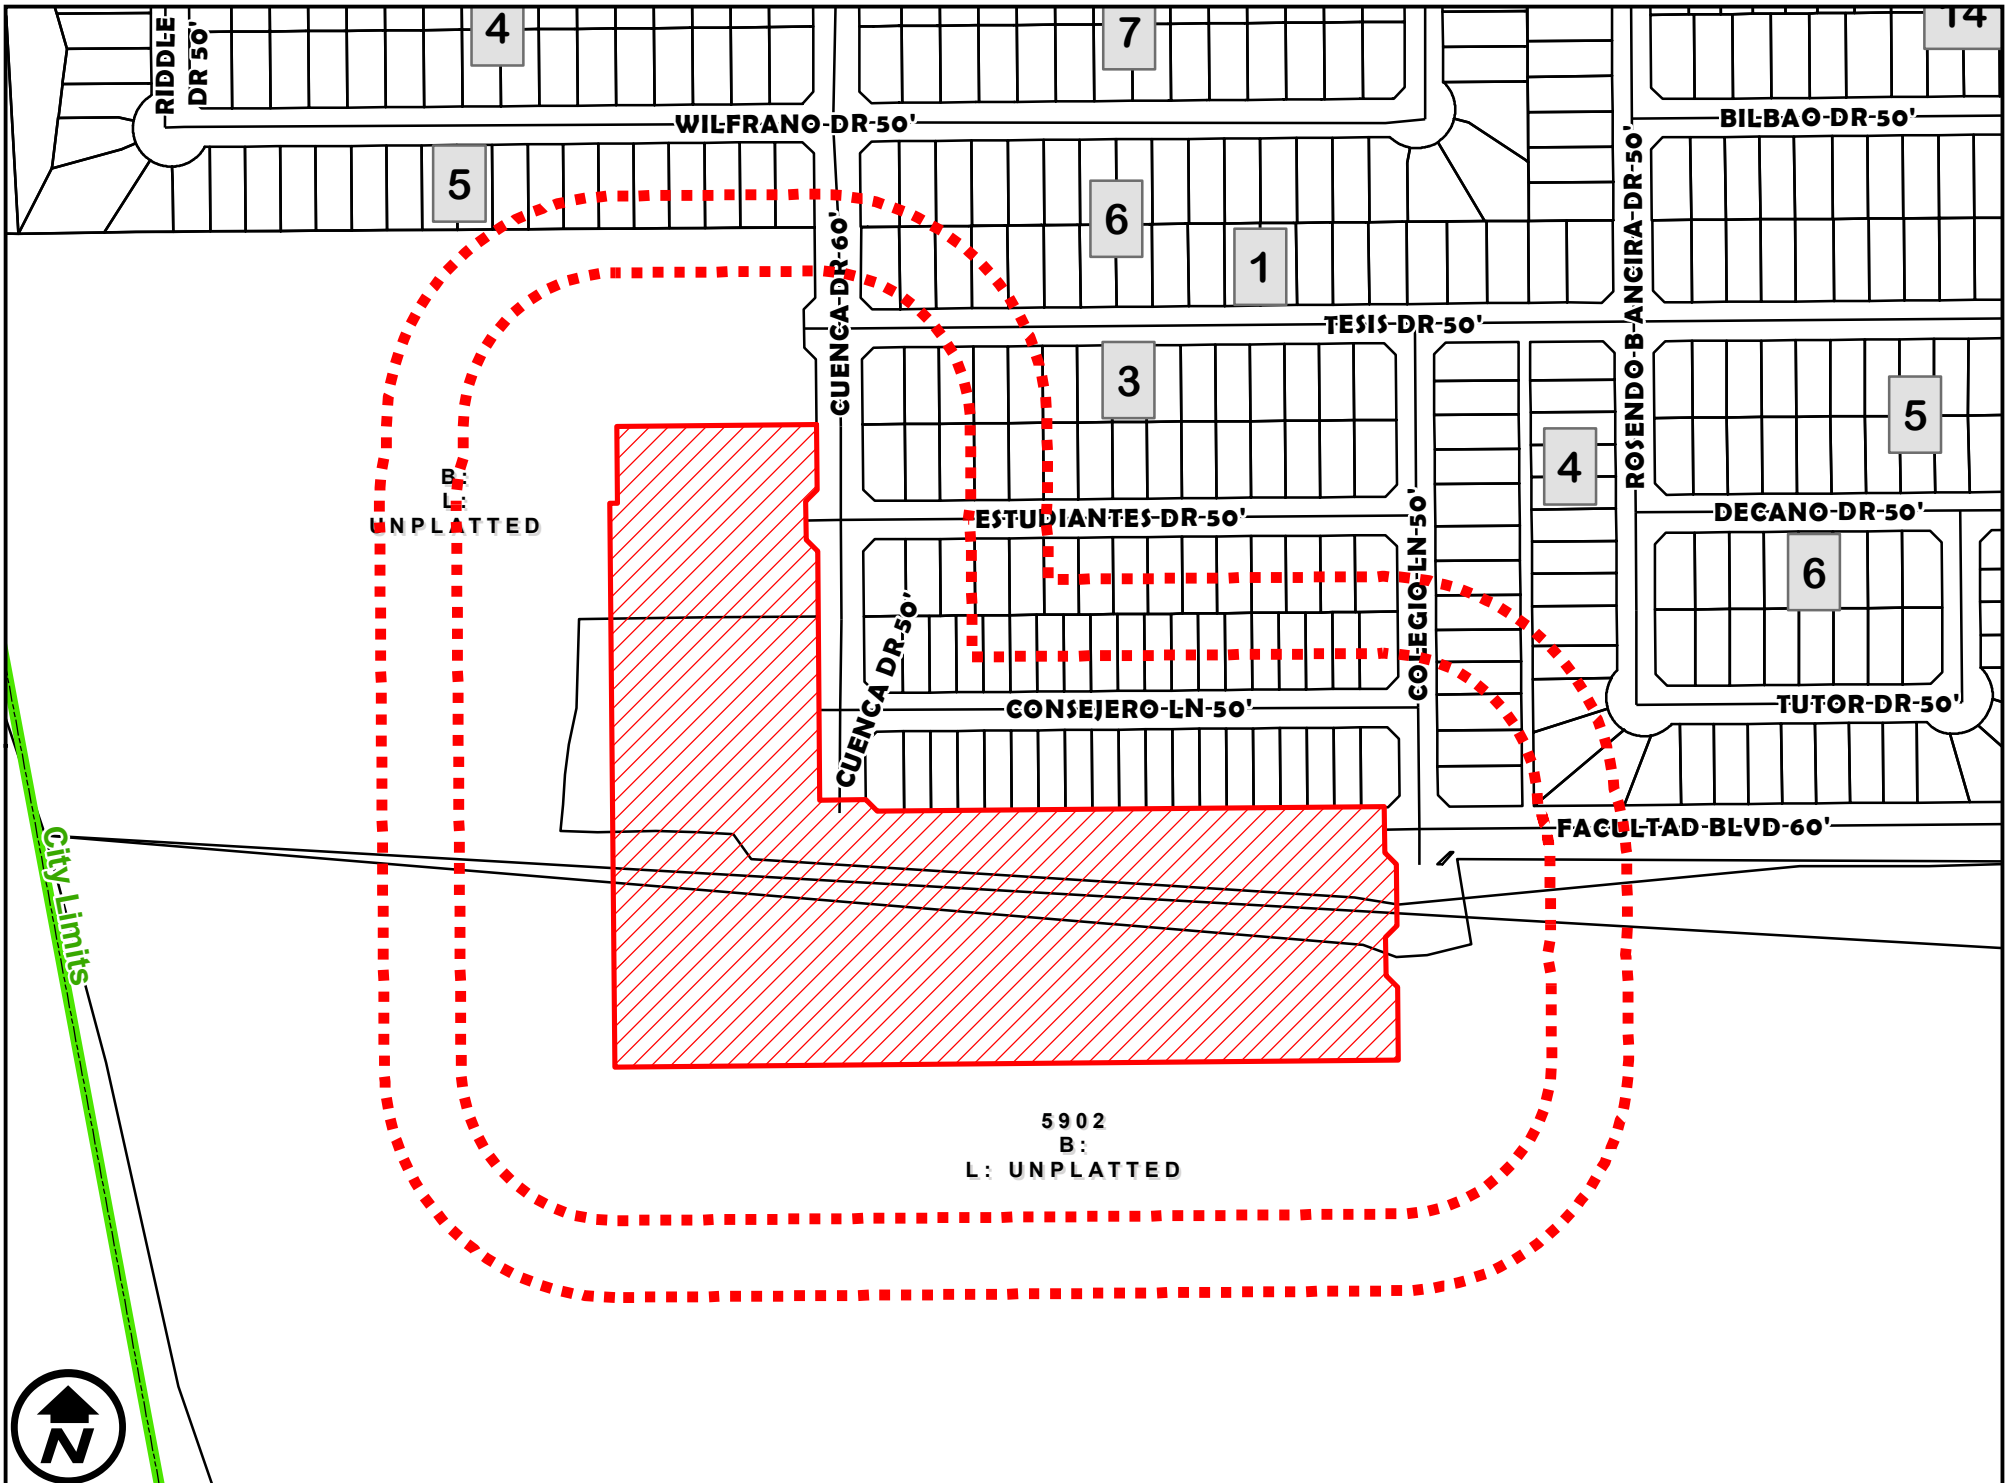 RIDDLE
DR 50'
4
7
14
WILFRANO-DR-50'
BILBAO-DR-50'
5
6
1
CUENCA-DR-60'
ROSENDO-B-ANCIRA-DR-50'
TESIS-DR-50'
3
4
5
B:
L:
UNPLATTED
ESTUDIANTES-DR-50'
COLEGIO-LN-50'
DECANO-DR-50'
6
CUENCA DR-50'
CONSEJERO-LN-50'
TUTOR-DR-50'
FACULTAD-BLVD-60'
City Limits
5902
B:
L: UNPLATTED
N